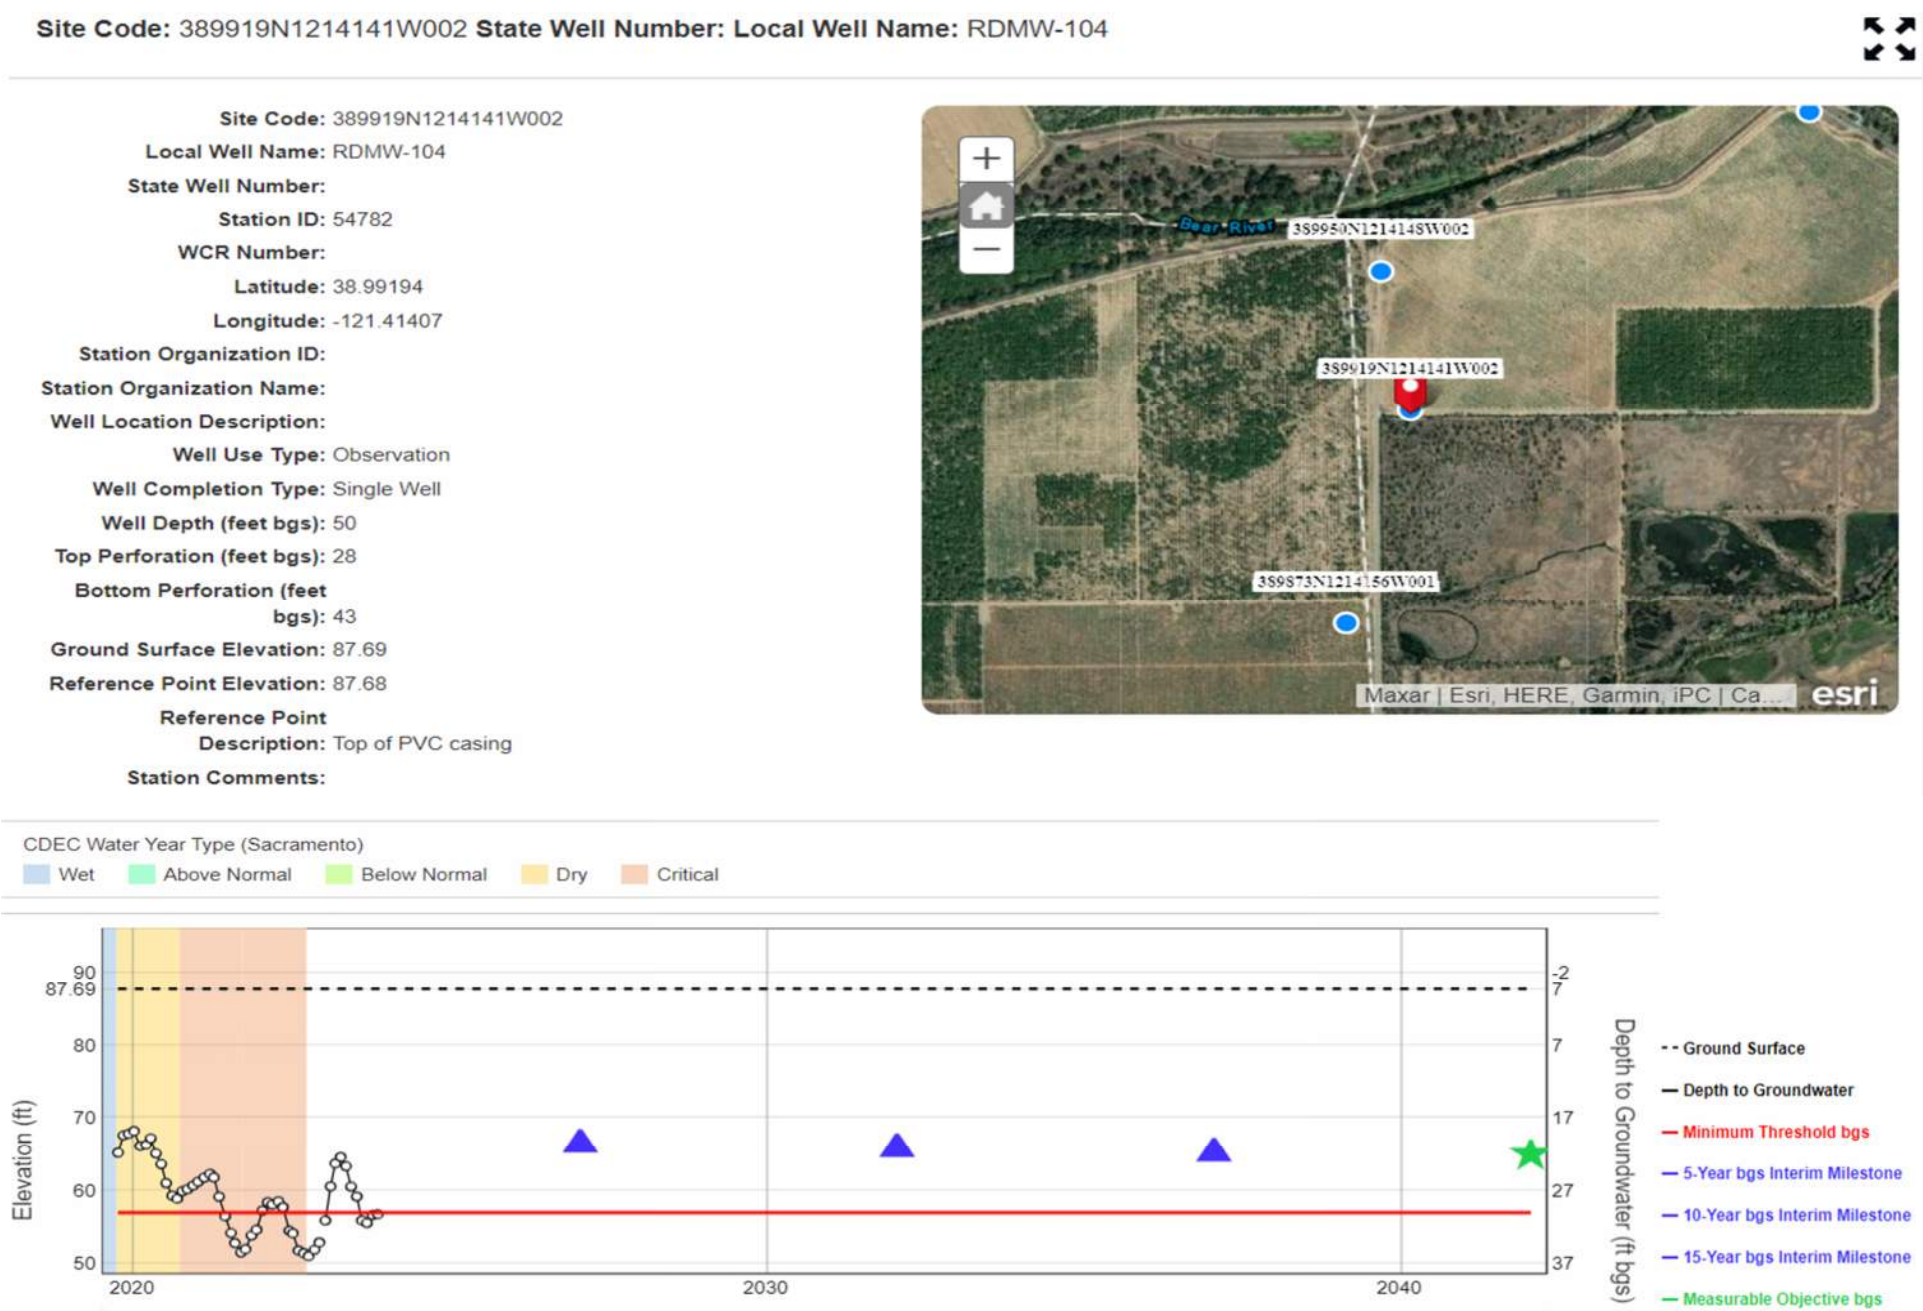 Site Code: 389919N1214141W002 State Well Number: Local Well Name: RDMW-104
Site Code: 389919N1214141W002
Local Well Name: RDMW-104
State Well Number:
Station ID: 54782
WCR Number:
Latitude: 38.99194
Longitude: -121.41407
Station Organization ID:
Station Organization Name:
Well Location Description:
Well Use Type: Observation
Well Completion Type: Single Well
Well Depth (feet bgs): 50
Top Perforation (feet bgs): 28
Bottom Perforation (feet
bgs): 43
Ground Surface Elevation: 87.69
Reference Point Elevation: 87.68
Reference Point
Description: Top of PVC casing
Station Comments:
+
−
Bear River
389950N1214148W002
389919N1214141W002
389873N1214156W001
Maxar | Esri, HERE, Garmin, iPC | Ca...
esri
CDEC Water Year Type (Sacramento)
Wet Above Normal Below Normal Dry Critical
Elevation (ft)
90
87.69
80
70
60
50
2020 2030 2040
-2
7
7
17
27
37
Depth to Groundwater (ft bgs)
Ground Surface
Depth to Groundwater
Minimum Threshold bgs
5-Year bgs Interim Milestone
10-Year bgs Interim Milestone
15-Year bgs Interim Milestone
Measurable Objective bgs